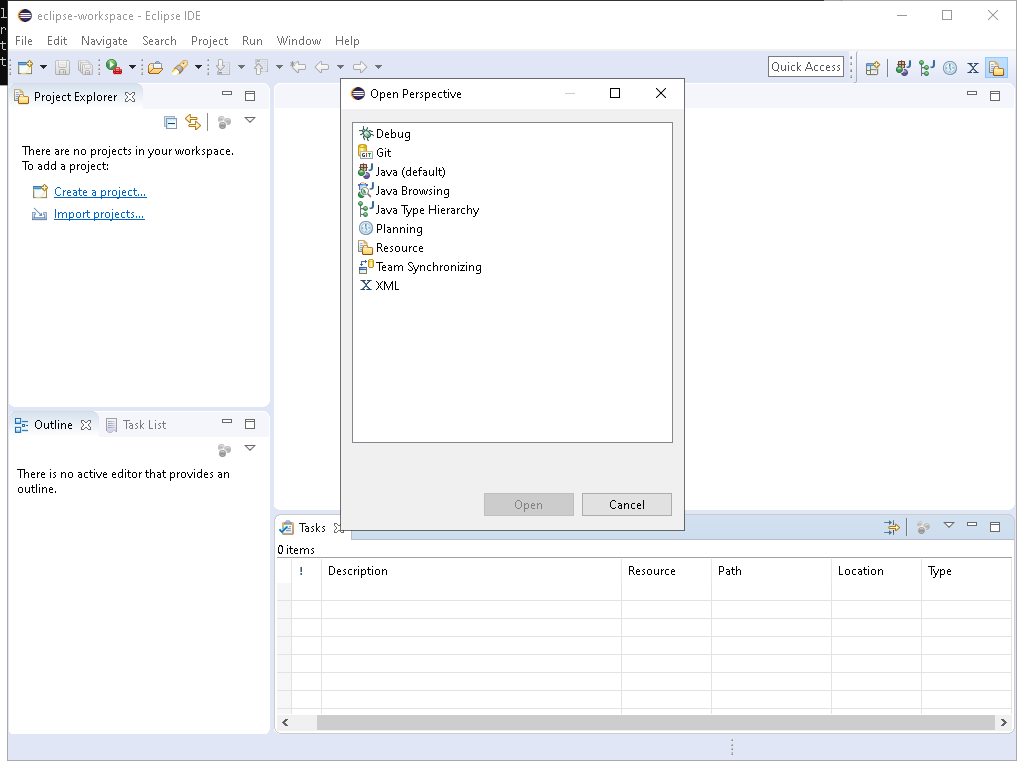 eclipse-workspace - Eclipse IDE
File Edit Navigate Search Project Run Window Help
Quick Access
Project Explorer
There are no projects in your workspace.
To add a project:
Create a project...
Import projects...
Outline
Task List
There is no active editor that provides an
outline.
Open Perspective
Debug
GIT
Git
Java (default)
Java Browsing
Java Type Hierarchy
Planning
Resource
Team Synchronizing
X XML
Open
Cancel
Tasks
0 items
! Description Resource Path Location Type